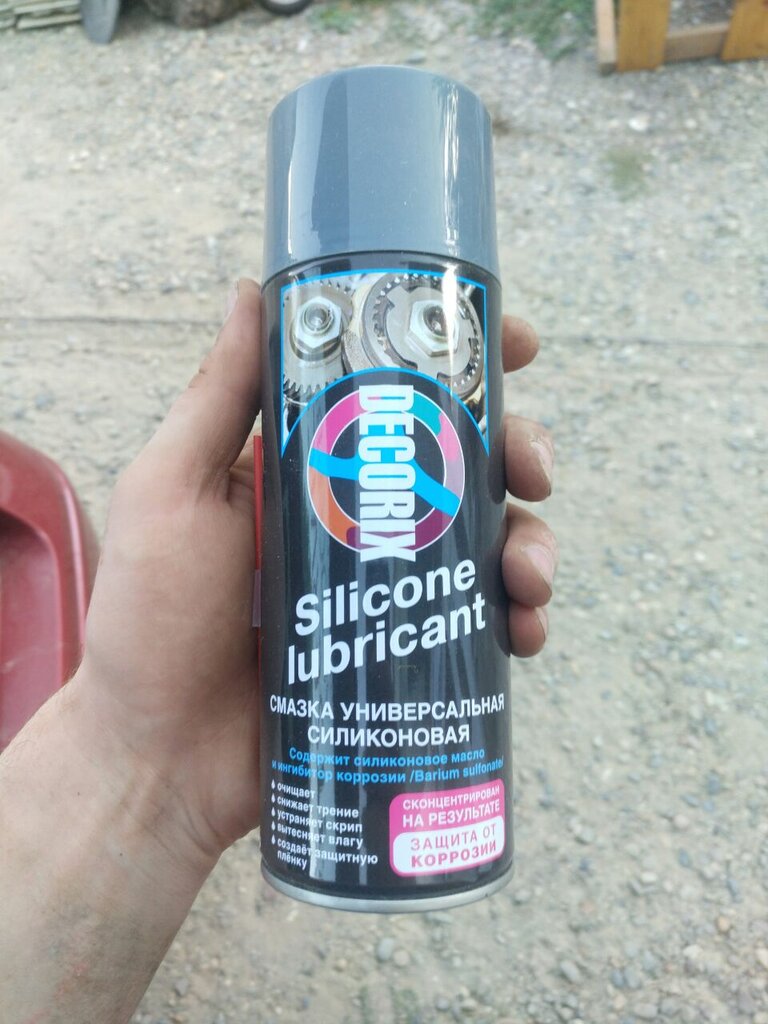 DECORIX
Silicone
lubricant
СМАЗКА УНИВЕРСАЛЬНАЯ
СИЛИКОНОВАЯ
Содержит силиконовое масло
и ингибитор коррозии /Barium sulfonate/
• очищает
• снижает трение
• устраняет скрип
• вытесняет влагу
• создаёт защитную
плёнку
СКОНЦЕНТРИРОВАН
НА РЕЗУЛЬТАТЕ
ЗАЩИТА ОТ
КОРРОЗИИ